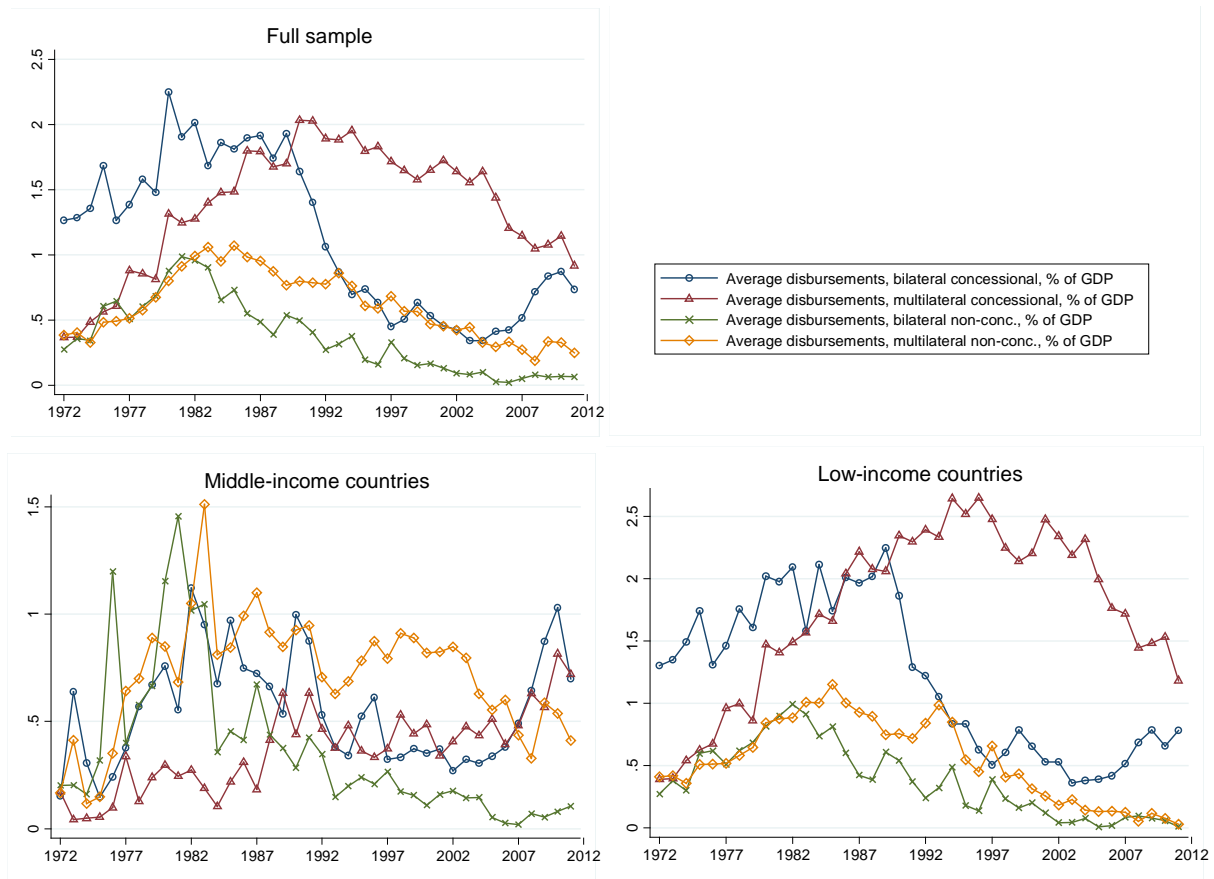 Full sample
2.5
2
1.5
1
.5
0
1972 1977 1982 1987 1992 1997 2002 2007 2012
Average disbursements, bilateral concessional, % of GDP
Average disbursements, multilateral concessional, % of GDP
Average disbursements, bilateral non-conc., % of GDP
Average disbursements, multilateral non-conc., % of GDP
Middle-income countries
1.5
1
.5
0
1972 1977 1982 1987 1992 1997 2002 2007 2012
Low-income countries
2.5
2
1.5
1
.5
0
1972 1977 1982 1987 1992 1997 2002 2007 2012